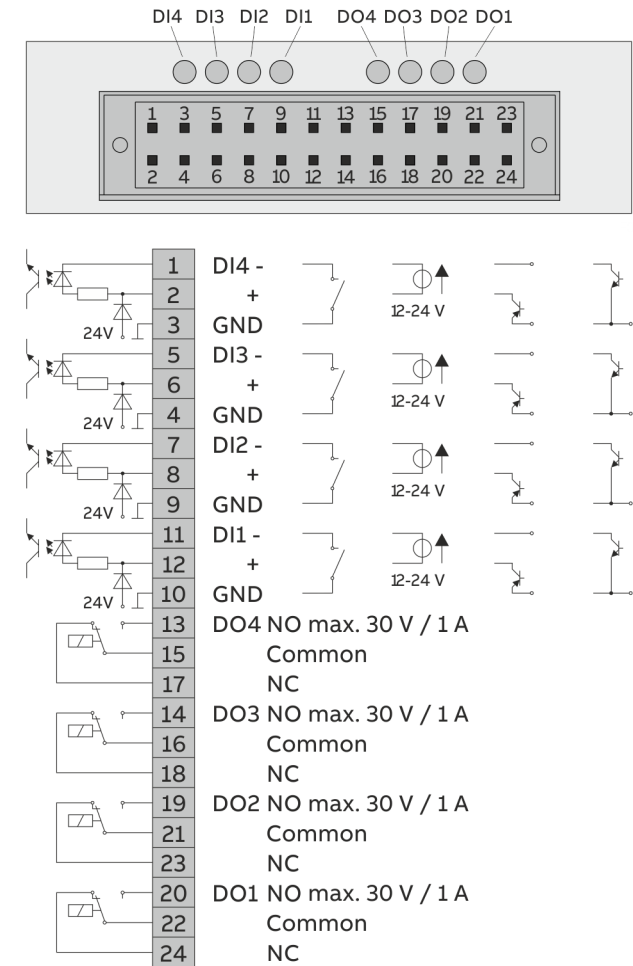 DI4 DI3 DI2 DI1 DO4 DO3 DO2 DO1
1 3 5 7 9 11 13 15 17 19 21 23
2 4 6 8 10 12 14 16 18 20 22 24
1 DI4 -
2 + 12-24 V
24V 3 GND
5 DI3 -
6 + 12-24 V
24V 4 GND
7 DI2 -
8 + 12-24 V
24V 9 GND
11 DI1 -
12 + 12-24 V
24V 10 GND
13 DO4 NO max. 30 V / 1 A
15 Common
17 NC
14 DO3 NO max. 30 V / 1 A
16 Common
18 NC
19 DO2 NO max. 30 V / 1 A
21 Common
23 NC
20 DO1 NO max. 30 V / 1 A
22 Common
24 NC